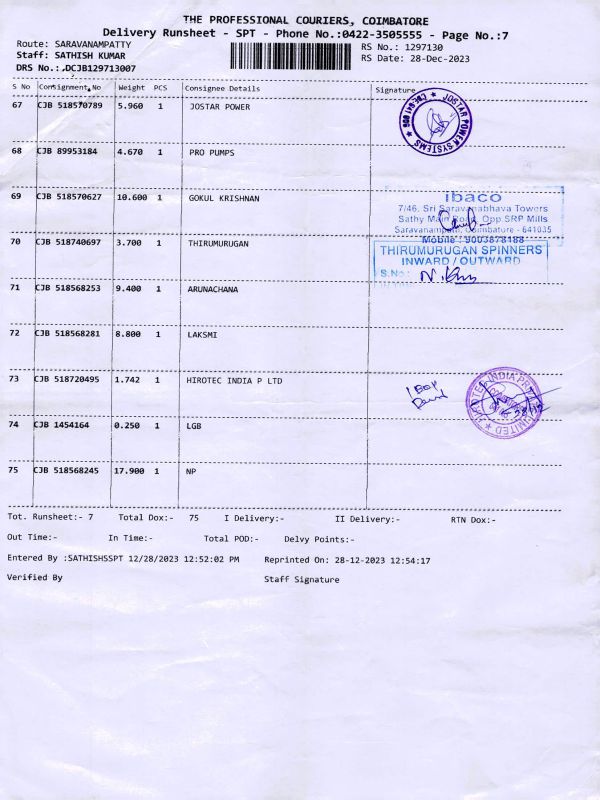 THE PROFESSIONAL COURIERS, COIMBATORE
Delivery Runsheet - SPT - Phone No.:0422-3505555 - Page No.:7
Route: SARAVANAMPATTY
Staff: SATHISH KUMAR
DRS No.:.DCJB129713007
RS No.: 1297130
RS Date: 28-Dec-2023
S No Consignment No Weight PCS Consignee Details Signature
67 CJB 518570789 5.960 1 JOSTAR POWER
JOSTAR POWER SYSTEMS ★ CBE-641 006 ★
68 CJB 89953184 4.670 1 PRO PUMPS
69 CJB 518570627 10.600 1 GOKUL KRISHNAN
ibaco
7/46, Sri Saravanabhava Towers
Sathy Main Road, Opp SRP Mills
Saravanampatti, Coimbatore - 641035
Mobile : 9003878188
70 CJB 518740697 3.700 1 THIRUMURUGAN
THIRUMURUGAN SPINNERS
INWARD / OUTWARD
S.No:
71 CJB 518568253 9.400 1 ARUNACHANA
72 CJB 518568281 8.800 1 LAKSMI
73 CJB 518720495 1.742 1 HIROTEC INDIA P LTD
HIROTEC INDIA PRIVATE LIMITED ★
74 CJB 1454164 0.250 1 LGB
75 CJB 518568245 17.900 1 NP
Tot. Runsheet:- 7 Total Dox:- 75 I Delivery:- II Delivery:- RTN Dox:-
Out Time:- In Time:- Total POD:- Delvy Points:-
Entered By :SATHISHSSPT 12/28/2023 12:52:02 PM Reprinted On: 28-12-2023 12:54:17
Verified By Staff Signature